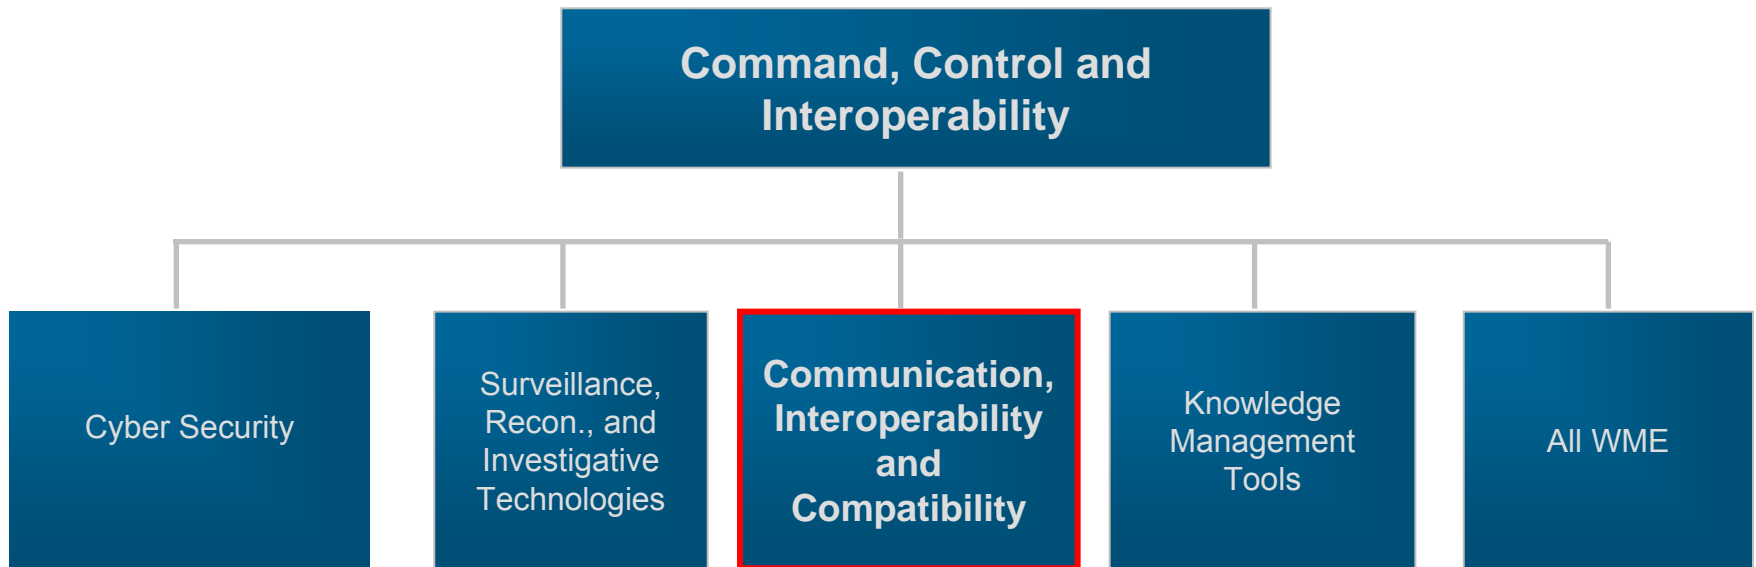 Command, Control and
Interoperability
Cyber Security
Surveillance,
Recon., and
Investigative
Technologies
Communication,
Interoperability
and
Compatibility
Knowledge
Management
Tools
All WME